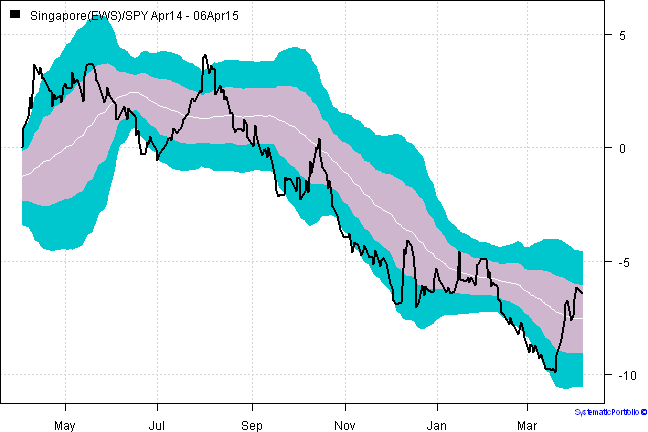 Singapore(EWS)/SPY Apr14 - 06Apr15
5
0
-5
-10
May Jul Sep Nov Jan Mar
SystematicPortfolio ©